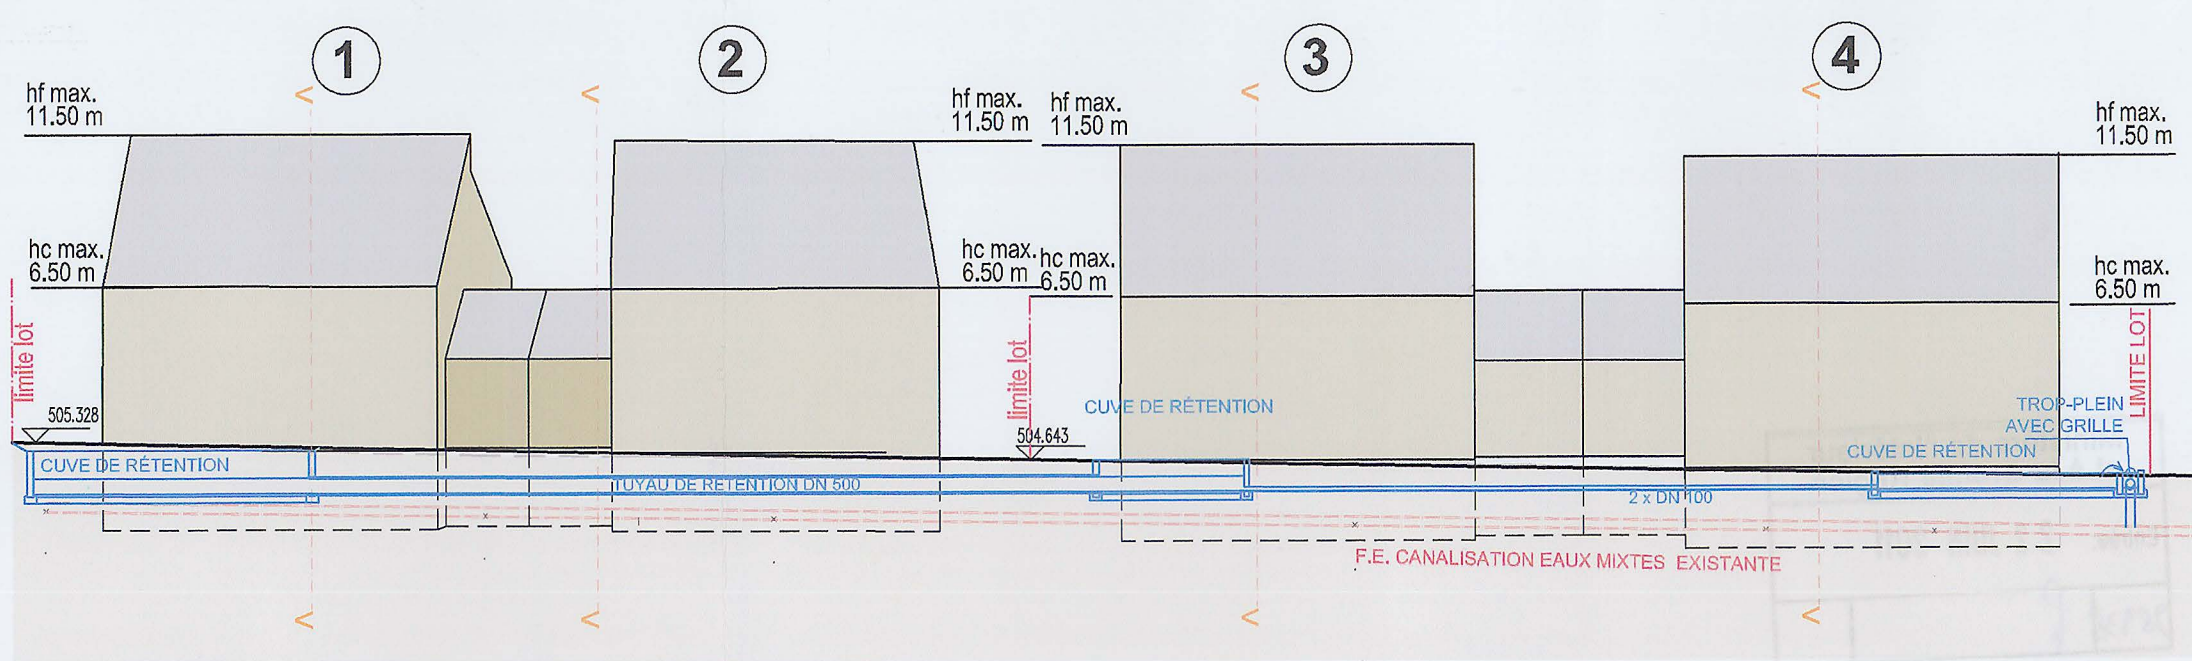 1
2
3
4
hf max.
11.50 m
hf max.
11.50 m
hf max.
11.50 m
hf max.
11.50 m
hc max.
6.50 m
hc max.
6.50 m
hc max.
6.50 m
hc max.
6.50 m
limite lot
limite lot
LIMITE LOT
505.328
504.643
CUVE DE RÉTENTION
TROP-PLEIN
AVEC GRILLE
CUVE DE RÉTENTION
CUVE DE RÉTENTION
TUYAU DE RETENTION DN 500
2 x DN 100
F.E. CANALISATION EAUX MIXTES EXISTANTE